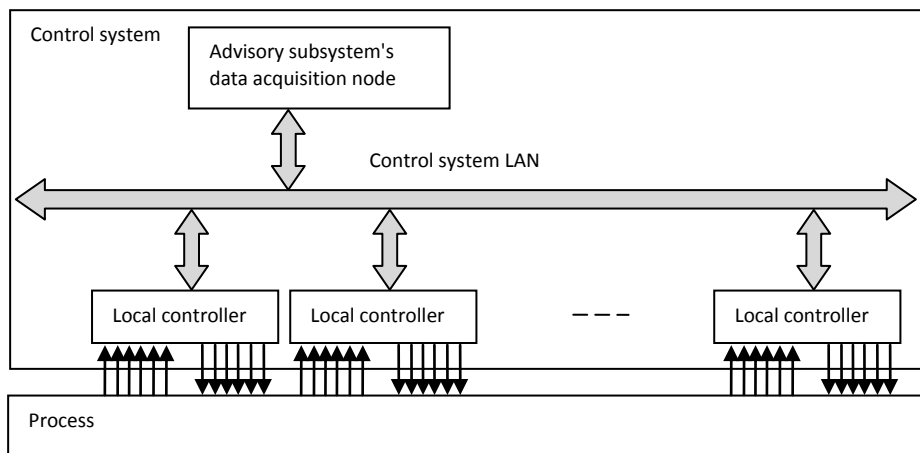 Control system
Advisory subsystem's
data acquisition node
Control system LAN
Local controller
Local controller
Local controller
Process